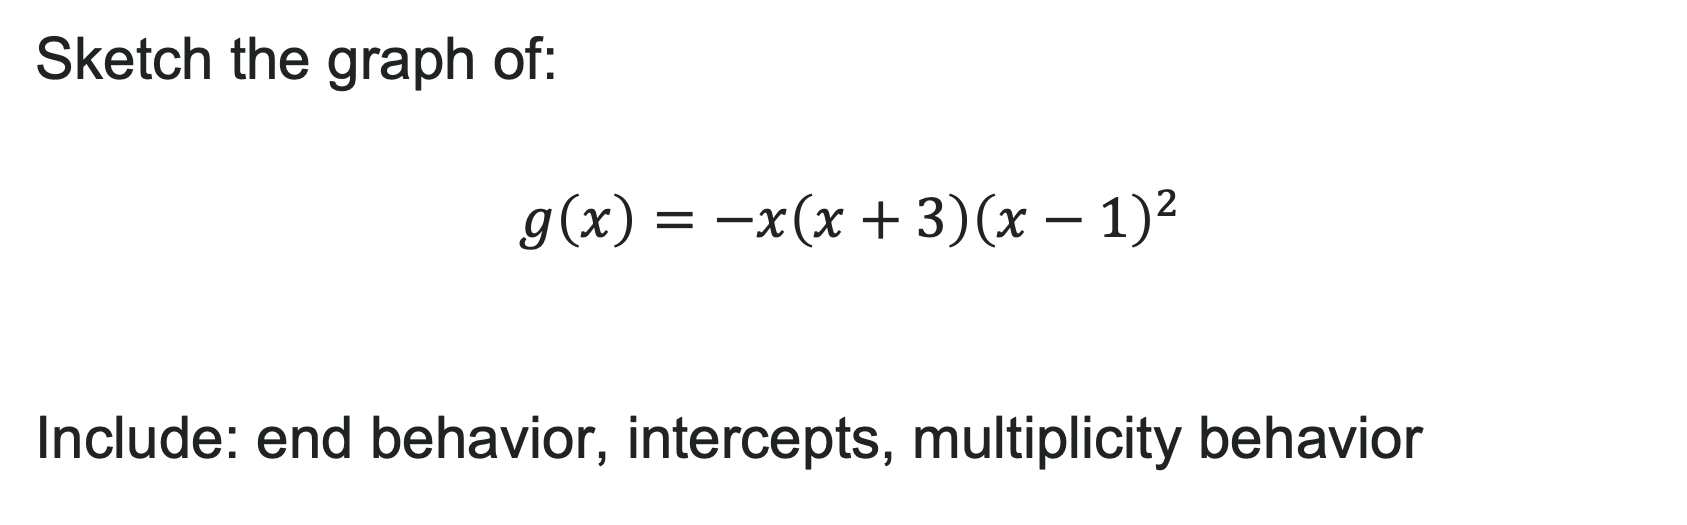 Sketch the graph of:
g(x) = −x(x + 3)(x − 1)²
Include: end behavior, intercepts, multiplicity behavior